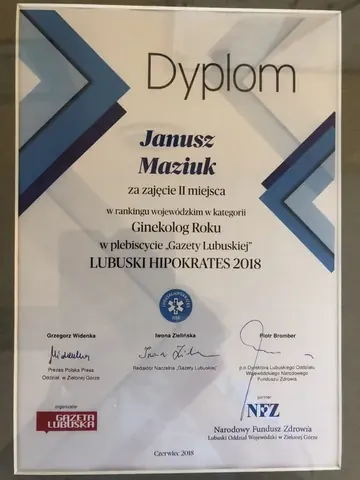 Dyplom
Janusz
Maziuk
za zajęcie II miejsca
w rankingu wojewódzkim w kategorii
Ginekolog Roku
w plebiscycie „Gazety Lubuskiej”
LUBUSKI HIPOKRATES 2018
Grzegorz Widenka
Prezes Polska Press
Oddział w Zielonej Górze
Iwona Zielińska
Redaktor Naczelna „Gazety Lubuskiej”
Piotr Bromber
p.o. Dyrektora Lubuskiego Oddziału
Wojewódzkiego Narodowego
Funduszu Zdrowia
organizator
GAZETA
LUBUSKA
partner
NFZ
Narodowy Fundusz Zdrowia
Lubuski Oddział Wojewódzki w Zielonej Górze
Czerwiec 2018